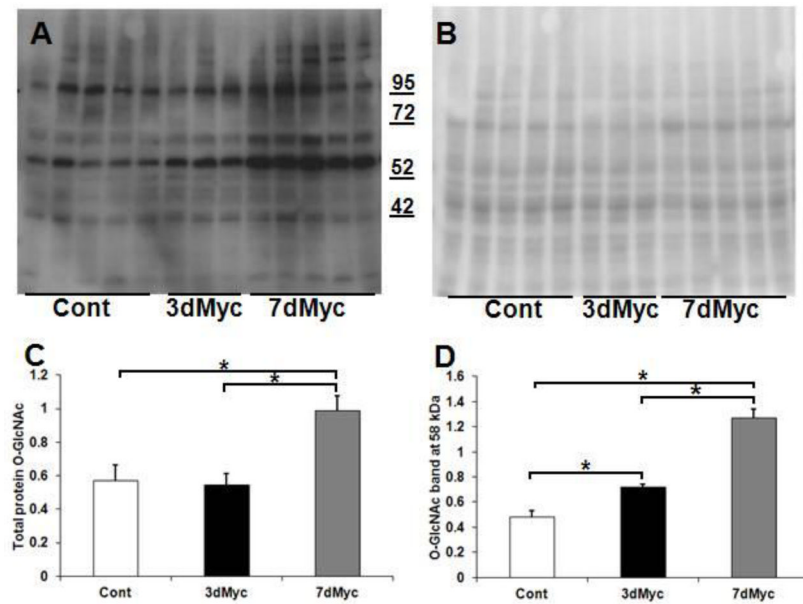 A
B
95
72
52
42
Cont 3dMyc 7dMyc
Cont 3dMyc 7dMyc
C
Total protein O-GlcNAc
1.2
1
0.8
0.6
0.4
0.2
0
*
*
Cont 3dMyc 7dMyc
D
O-GlcNAc band at 58 kDa
1.6
1.4
1.2
1
0.8
0.6
0.4
0.2
0
*
*
*
Cont 3dMyc 7dMyc